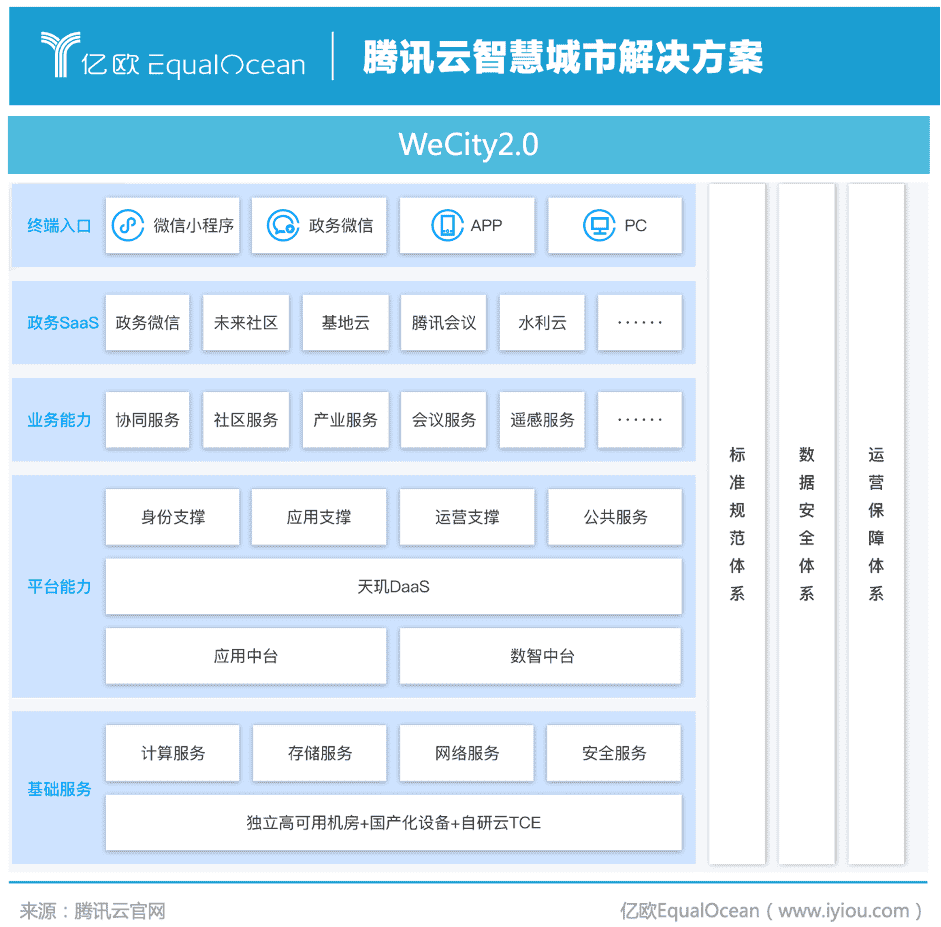 亿欧 EqualOcean
腾讯云智慧城市解决方案
WeCity2.0
终端入口
微信小程序
政务微信
APP
PC
政务SaaS
政务微信
未来社区
基地云
腾讯会议
水利云
······
业务能力
协同服务
社区服务
产业服务
会议服务
遥感服务
······
平台能力
身份支撑
应用支撑
运营支撑
公共服务
天玑DaaS
应用中台
数智中台
基础服务
计算服务
存储服务
网络服务
安全服务
独立高可用机房+国产化设备+自研云TCE
标准规范体系
数据安全体系
运营保障体系
来源：腾讯云官网
亿欧EqualOcean（www.iyiou.com）